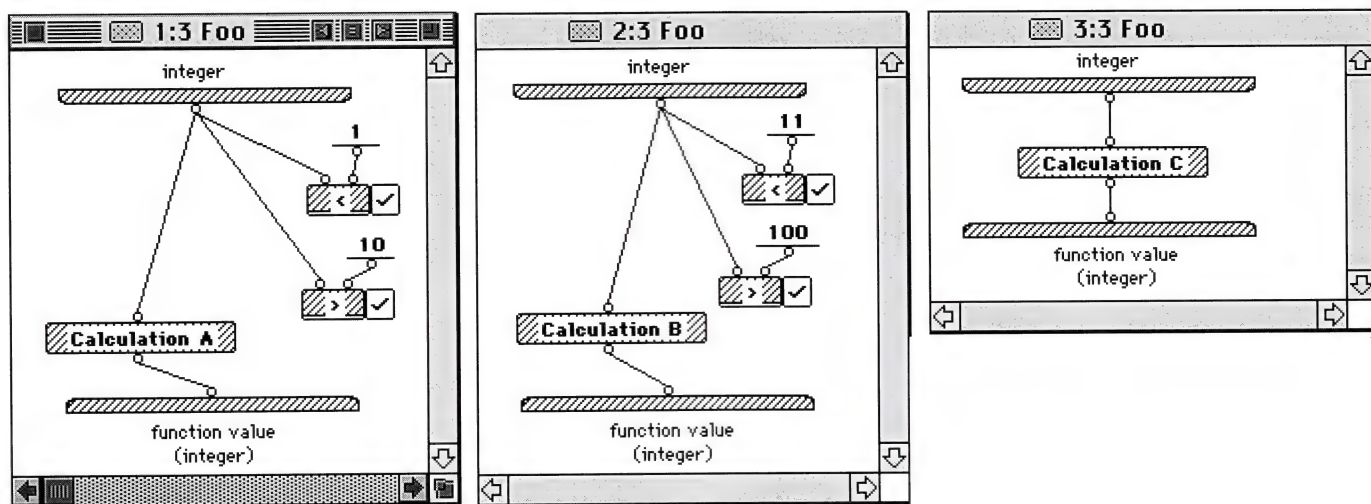 1:3 Foo
integer
1
<
10
>
Calculation A
function value
(integer)
2:3 Foo
integer
11
<
100
>
Calculation B
function value
(integer)
3:3 Foo
integer
Calculation C
function value
(integer)